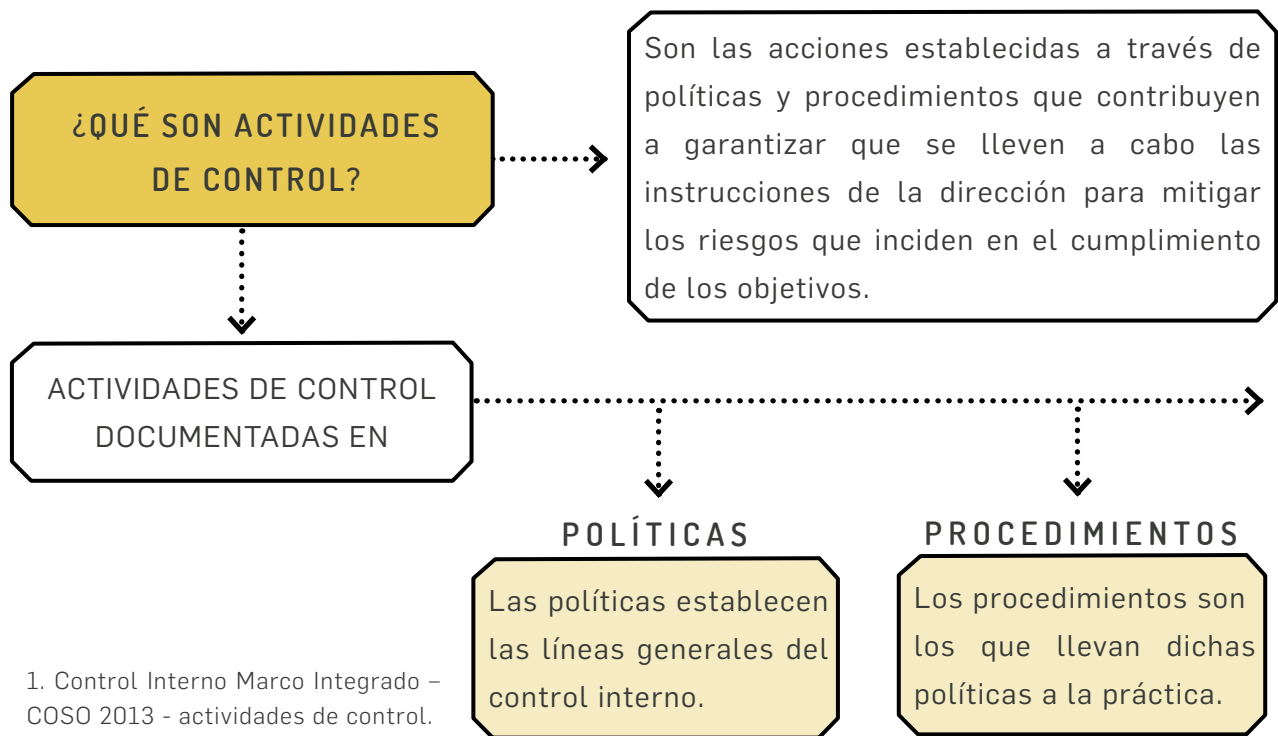 ¿QUÉ SON ACTIVIDADES
DE CONTROL?
Son las acciones establecidas a través de
políticas y procedimientos que contribuyen
a garantizar que se lleven a cabo las
instrucciones de la dirección para mitigar
los riesgos que inciden en el cumplimiento
de los objetivos.
ACTIVIDADES DE CONTROL
DOCUMENTADAS EN
POLÍTICAS
Las políticas establecen
las líneas generales del
control interno.
PROCEDIMIENTOS
Los procedimientos son
los que llevan dichas
políticas a la práctica.
1. Control Interno Marco Integrado –
COSO 2013 - actividades de control.